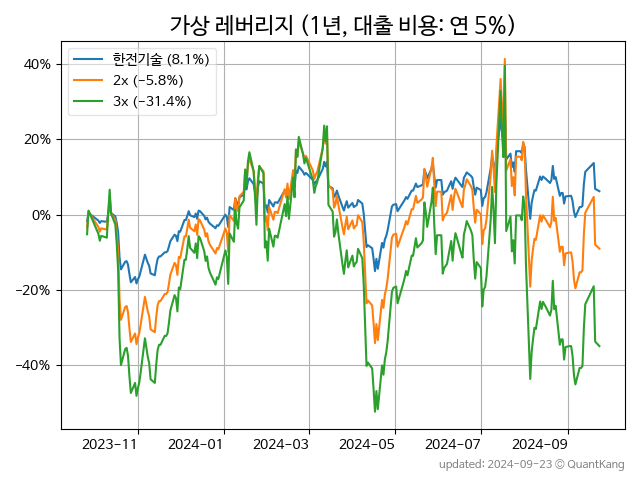 가상 레버리지 (1년, 대출 비용: 연 5%)
한전기술 (8.1%)
2x (−5.8%)
3x (−31.4%)
40%
20%
0%
−20%
−40%
2023-11 2024-01 2024-03 2024-05 2024-07 2024-09
updated: 2024-09-23 © QuantKang